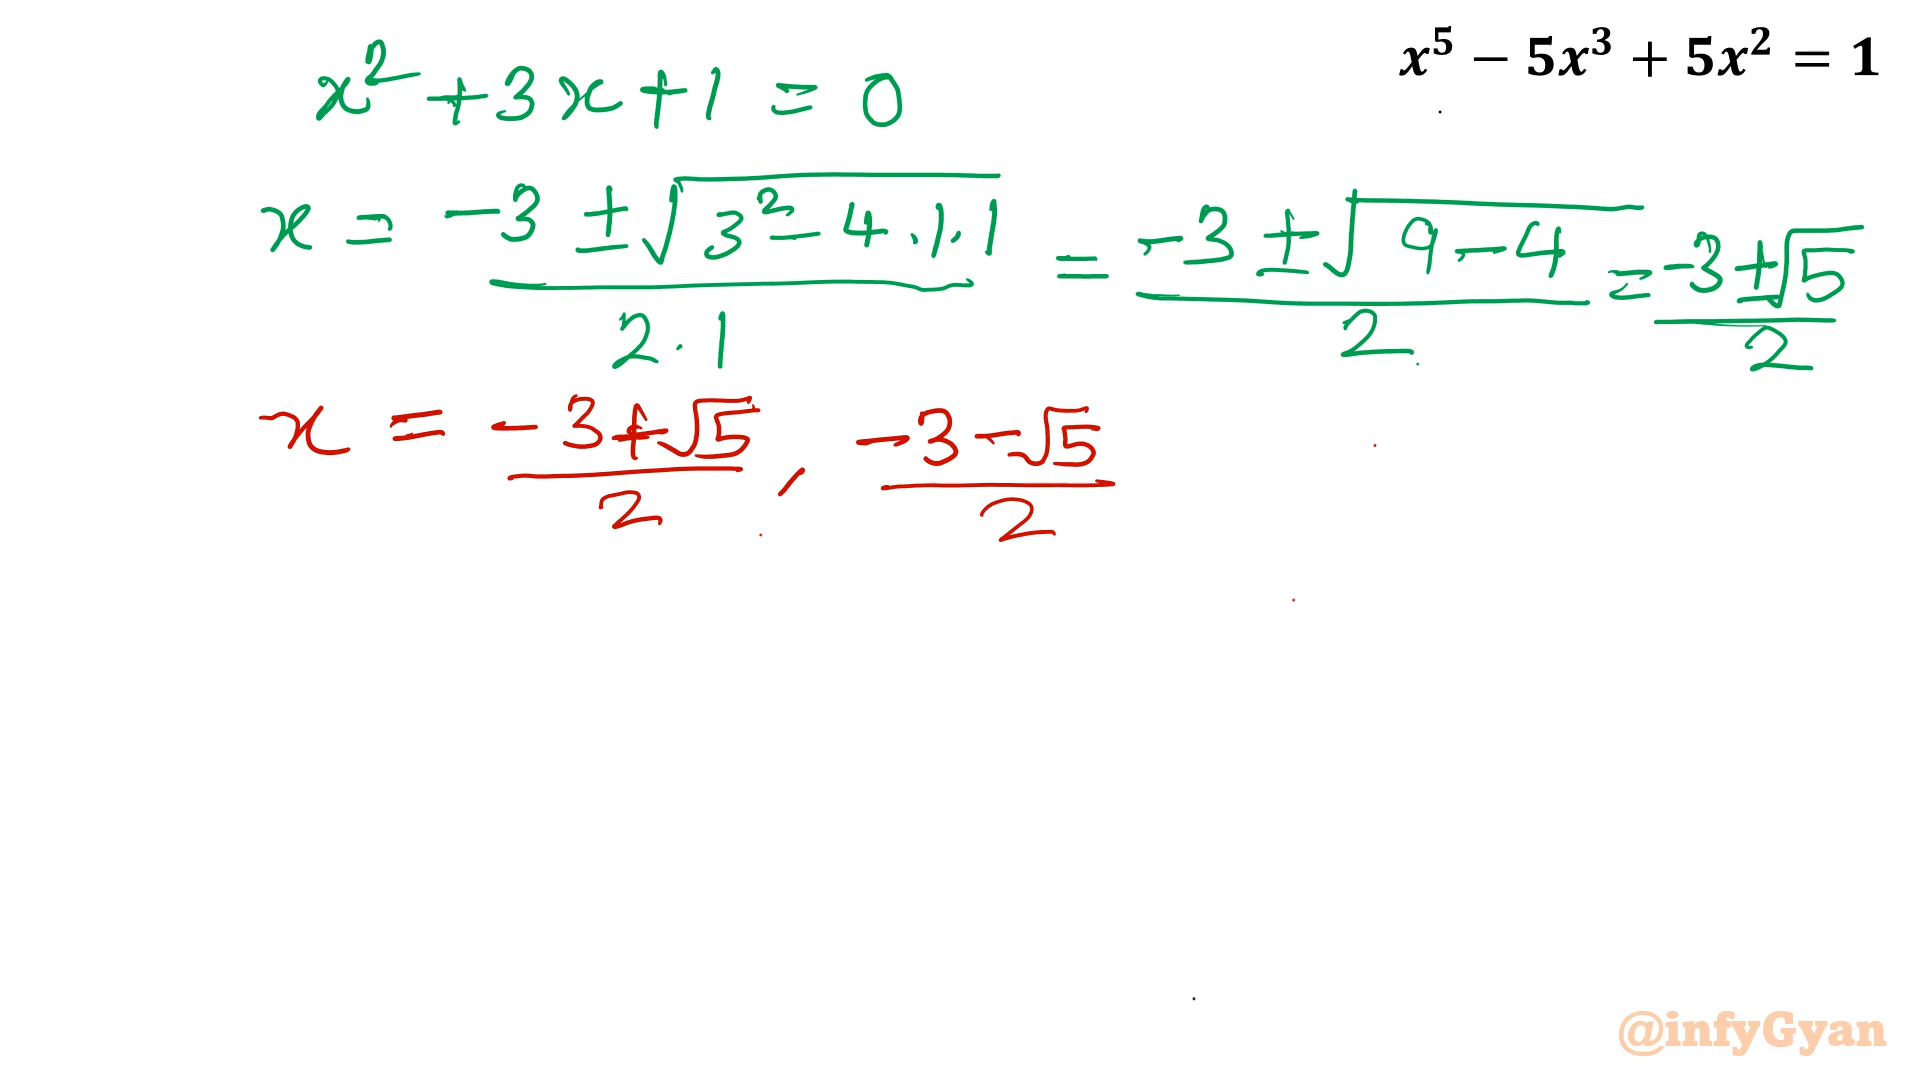 x⁵ − 5x³ + 5x² = 1
x² + 3x + 1 = 0
x = (−3 ± √(3² − 4·1·1))/(2·1) = (−3 ± √(9 − 4))/2 = (−3 ± √5)/2
x = (−3 + √5)/2 , (−3 − √5)/2
@infyGyan